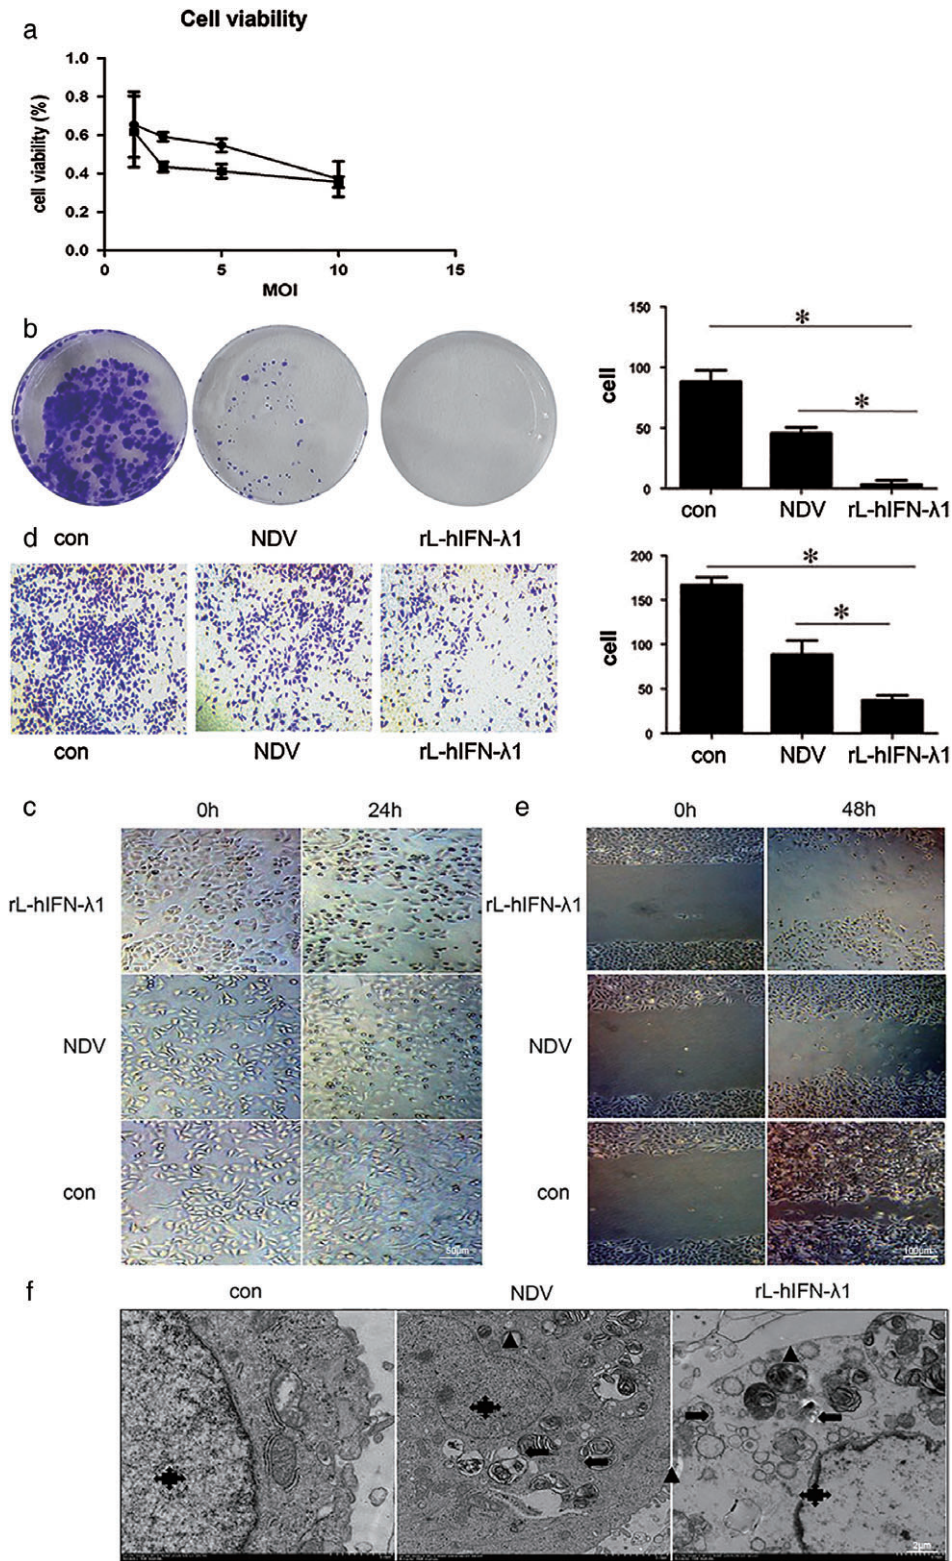 a
Cell viability
cell viability (%)
1.0
0.8
0.6
0.4
0.2
0.0
0 5 10 15
MOI
b
con NDV rL-hIFN-λ1
cell
150
100
50
0
* *
con NDV rL-hIFN-λ1
d
con NDV rL-hIFN-λ1
cell
200
150
100
50
0
* *
con NDV rL-hIFN-λ1
c
0h 24h
rL-hIFN-λ1
NDV
con
50μm
e
0h 48h
rL-hIFN-λ1
NDV
con
100μm
f
con NDV rL-hIFN-λ1
2μm